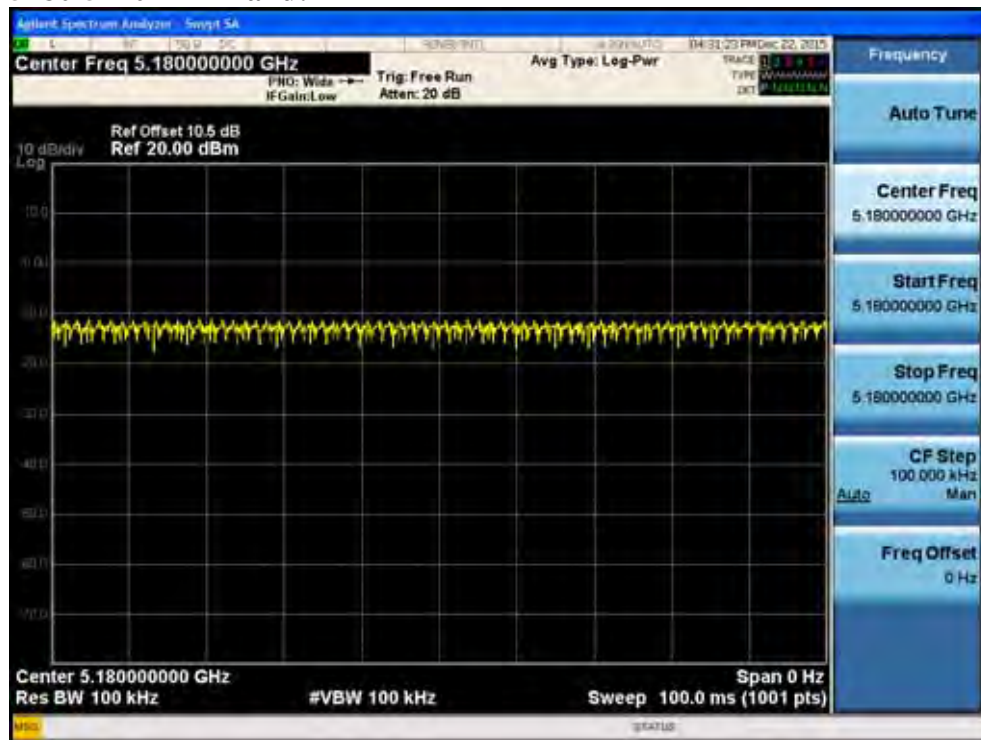 Agilent Spectrum Analyzer - Swept SA
04:31:23 PM Dec 22, 2015
Center Freq 5.180000000 GHz
Avg Type: Log-Pwr
TRACE
TYPE
DET
PNO: Wide
IFGain:Low
Trig: Free Run
Atten: 20 dB
Ref Offset 10.5 dB
10 dB/div Ref 20.00 dBm
Log
Center 5.180000000 GHz
Span 0 Hz
Res BW 100 kHz
#VBW 100 kHz
Sweep 100.0 ms (1001 pts)
MSG
STATUS
Frequency
Auto Tune
Center Freq
5.180000000 GHz
Start Freq
5.180000000 GHz
Stop Freq
5.180000000 GHz
CF Step
100.000 kHz
Auto Man
Freq Offset
0 Hz